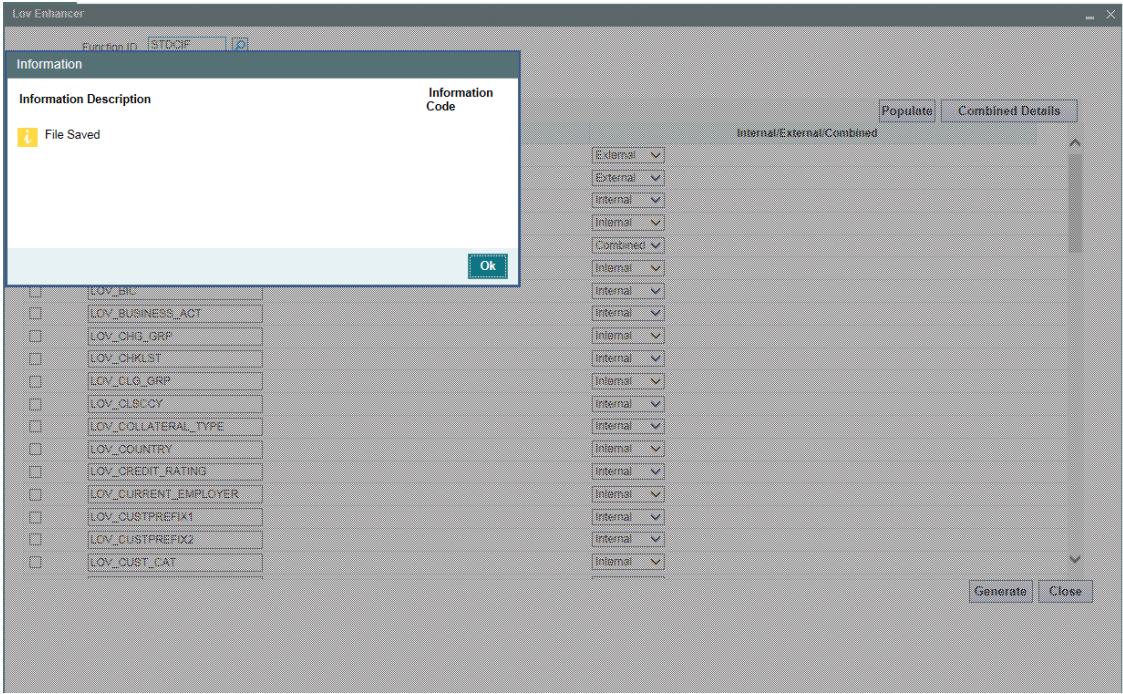 Lov Enhancer
Function ID STDCIF
Information
Information Description Information Code
File Saved
Ok
Populate Combined Details
Internal/External/Combined
External
External
Internal
Internal
Combined
Internal
LOV_BIC Internal
LOV_BUSINESS_ACT Internal
LOV_CHG_GRP Internal
LOV_CHKLST Internal
LOV_CLG_GRP Internal
LOV_CLSCCY Internal
LOV_COLLATERAL_TYPE Internal
LOV_COUNTRY Internal
LOV_CREDIT_RATING Internal
LOV_CURRENT_EMPLOYER Internal
LOV_CUSTPREFIX1 Internal
LOV_CUSTPREFIX2 Internal
LOV_CUST_CAT Internal
Generate Close